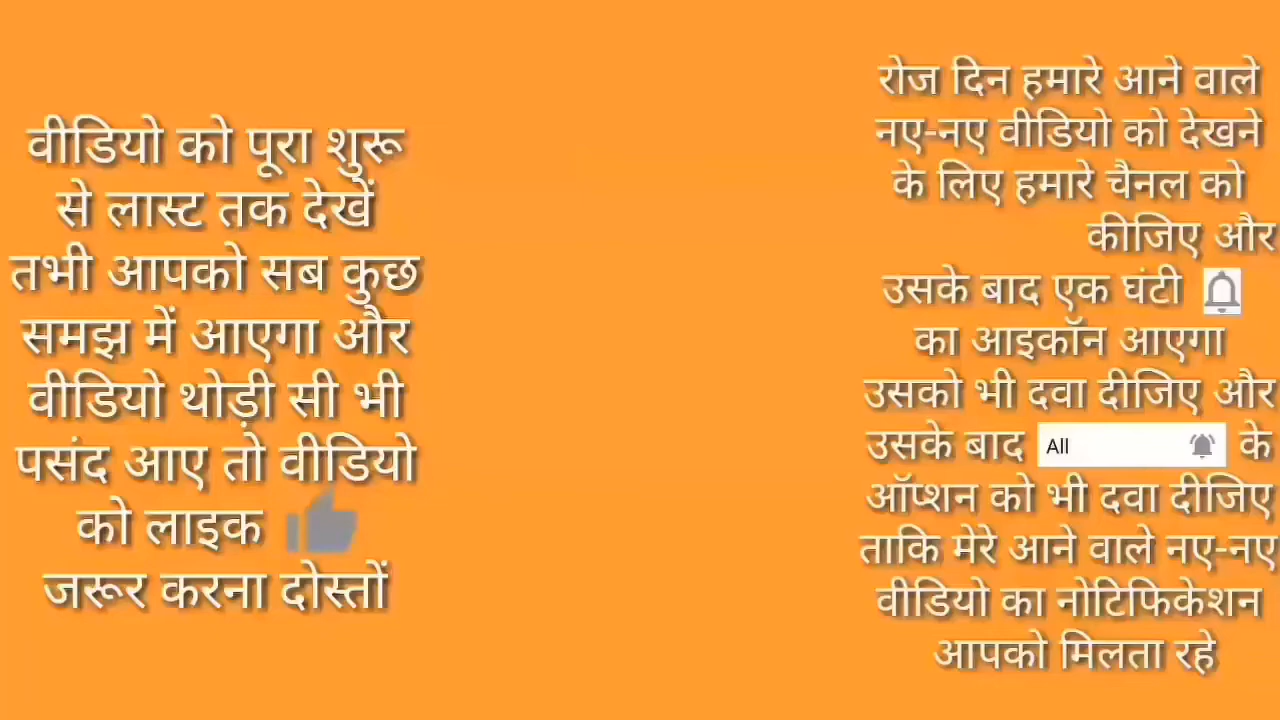 वीडियो को पूरा शुरू
से लास्ट तक देखें
तभी आपको सब कुछ
समझ में आएगा और
वीडियो थोड़ी सी भी
पसंद आए तो वीडियो
को लाइक
जरूर करना दोस्तों
रोज दिन हमारे आने वाले
नए-नए वीडियो को देखने
के लिए हमारे चैनल को
कीजिए और
उसके बाद एक घंटी
का आइकॉन आएगा
उसको भी दवा दीजिए और
उसके बाद All के
ऑप्शन को भी दवा दीजिए
ताकि मेरे आने वाले नए-नए
वीडियो का नोटिफिकेशन
आपको मिलता रहे